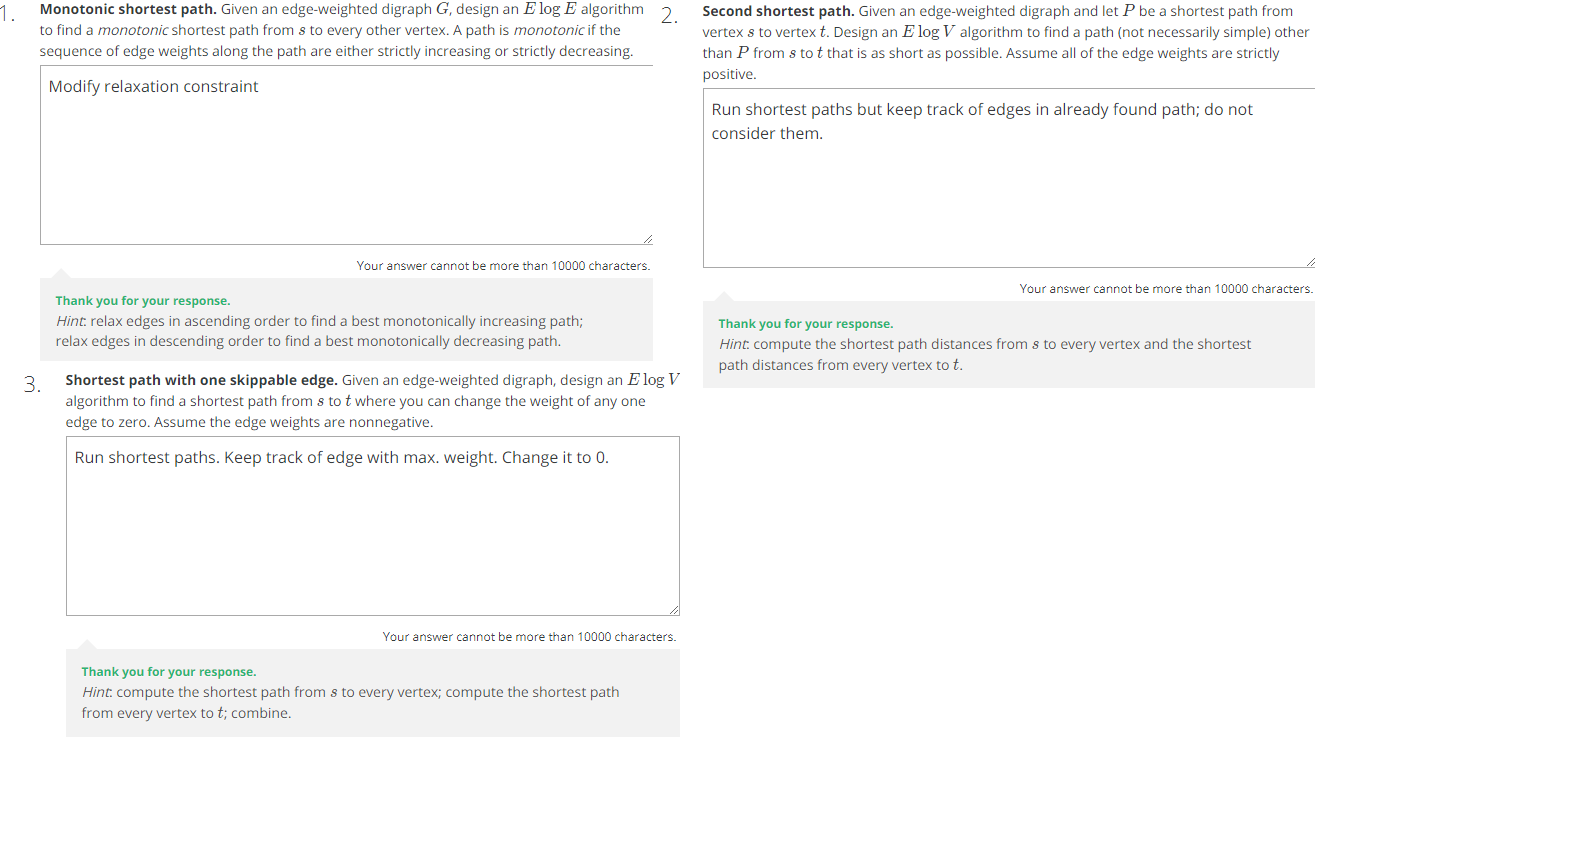 1.
Monotonic shortest path. Given an edge-weighted digraph G, design an E log E algorithm
to find a monotonic shortest path from s to every other vertex. A path is monotonic if the
sequence of edge weights along the path are either strictly increasing or strictly decreasing.
Modify relaxation constraint
Your answer cannot be more than 10000 characters.
Thank you for your response.
Hint: relax edges in ascending order to find a best monotonically increasing path;
relax edges in descending order to find a best monotonically decreasing path.
2.
Second shortest path. Given an edge-weighted digraph and let P be a shortest path from
vertex s to vertex t. Design an E log V algorithm to find a path (not necessarily simple) other
than P from s to t that is as short as possible. Assume all of the edge weights are strictly
positive.
Run shortest paths but keep track of edges in already found path; do not
consider them.
Your answer cannot be more than 10000 characters.
Thank you for your response.
Hint: compute the shortest path distances from s to every vertex and the shortest
path distances from every vertex to t.
3.
Shortest path with one skippable edge. Given an edge-weighted digraph, design an E log V
algorithm to find a shortest path from s to t where you can change the weight of any one
edge to zero. Assume the edge weights are nonnegative.
Run shortest paths. Keep track of edge with max. weight. Change it to 0.
Your answer cannot be more than 10000 characters.
Thank you for your response.
Hint: compute the shortest path from s to every vertex; compute the shortest path
from every vertex to t; combine.